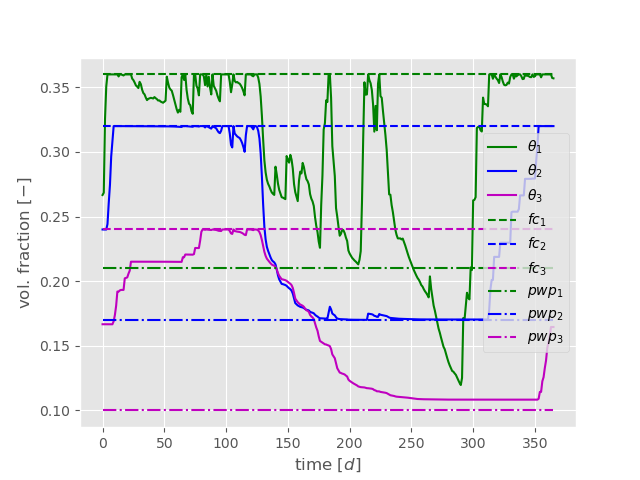 0.35
0.30
0.25
0.20
0.15
0.10
vol. fraction [−]
0
50
100
150
200
250
300
350
time [d]
θ₁
θ₂
θ₃
fc₁
fc₂
fc₃
pwp₁
pwp₂
pwp₃